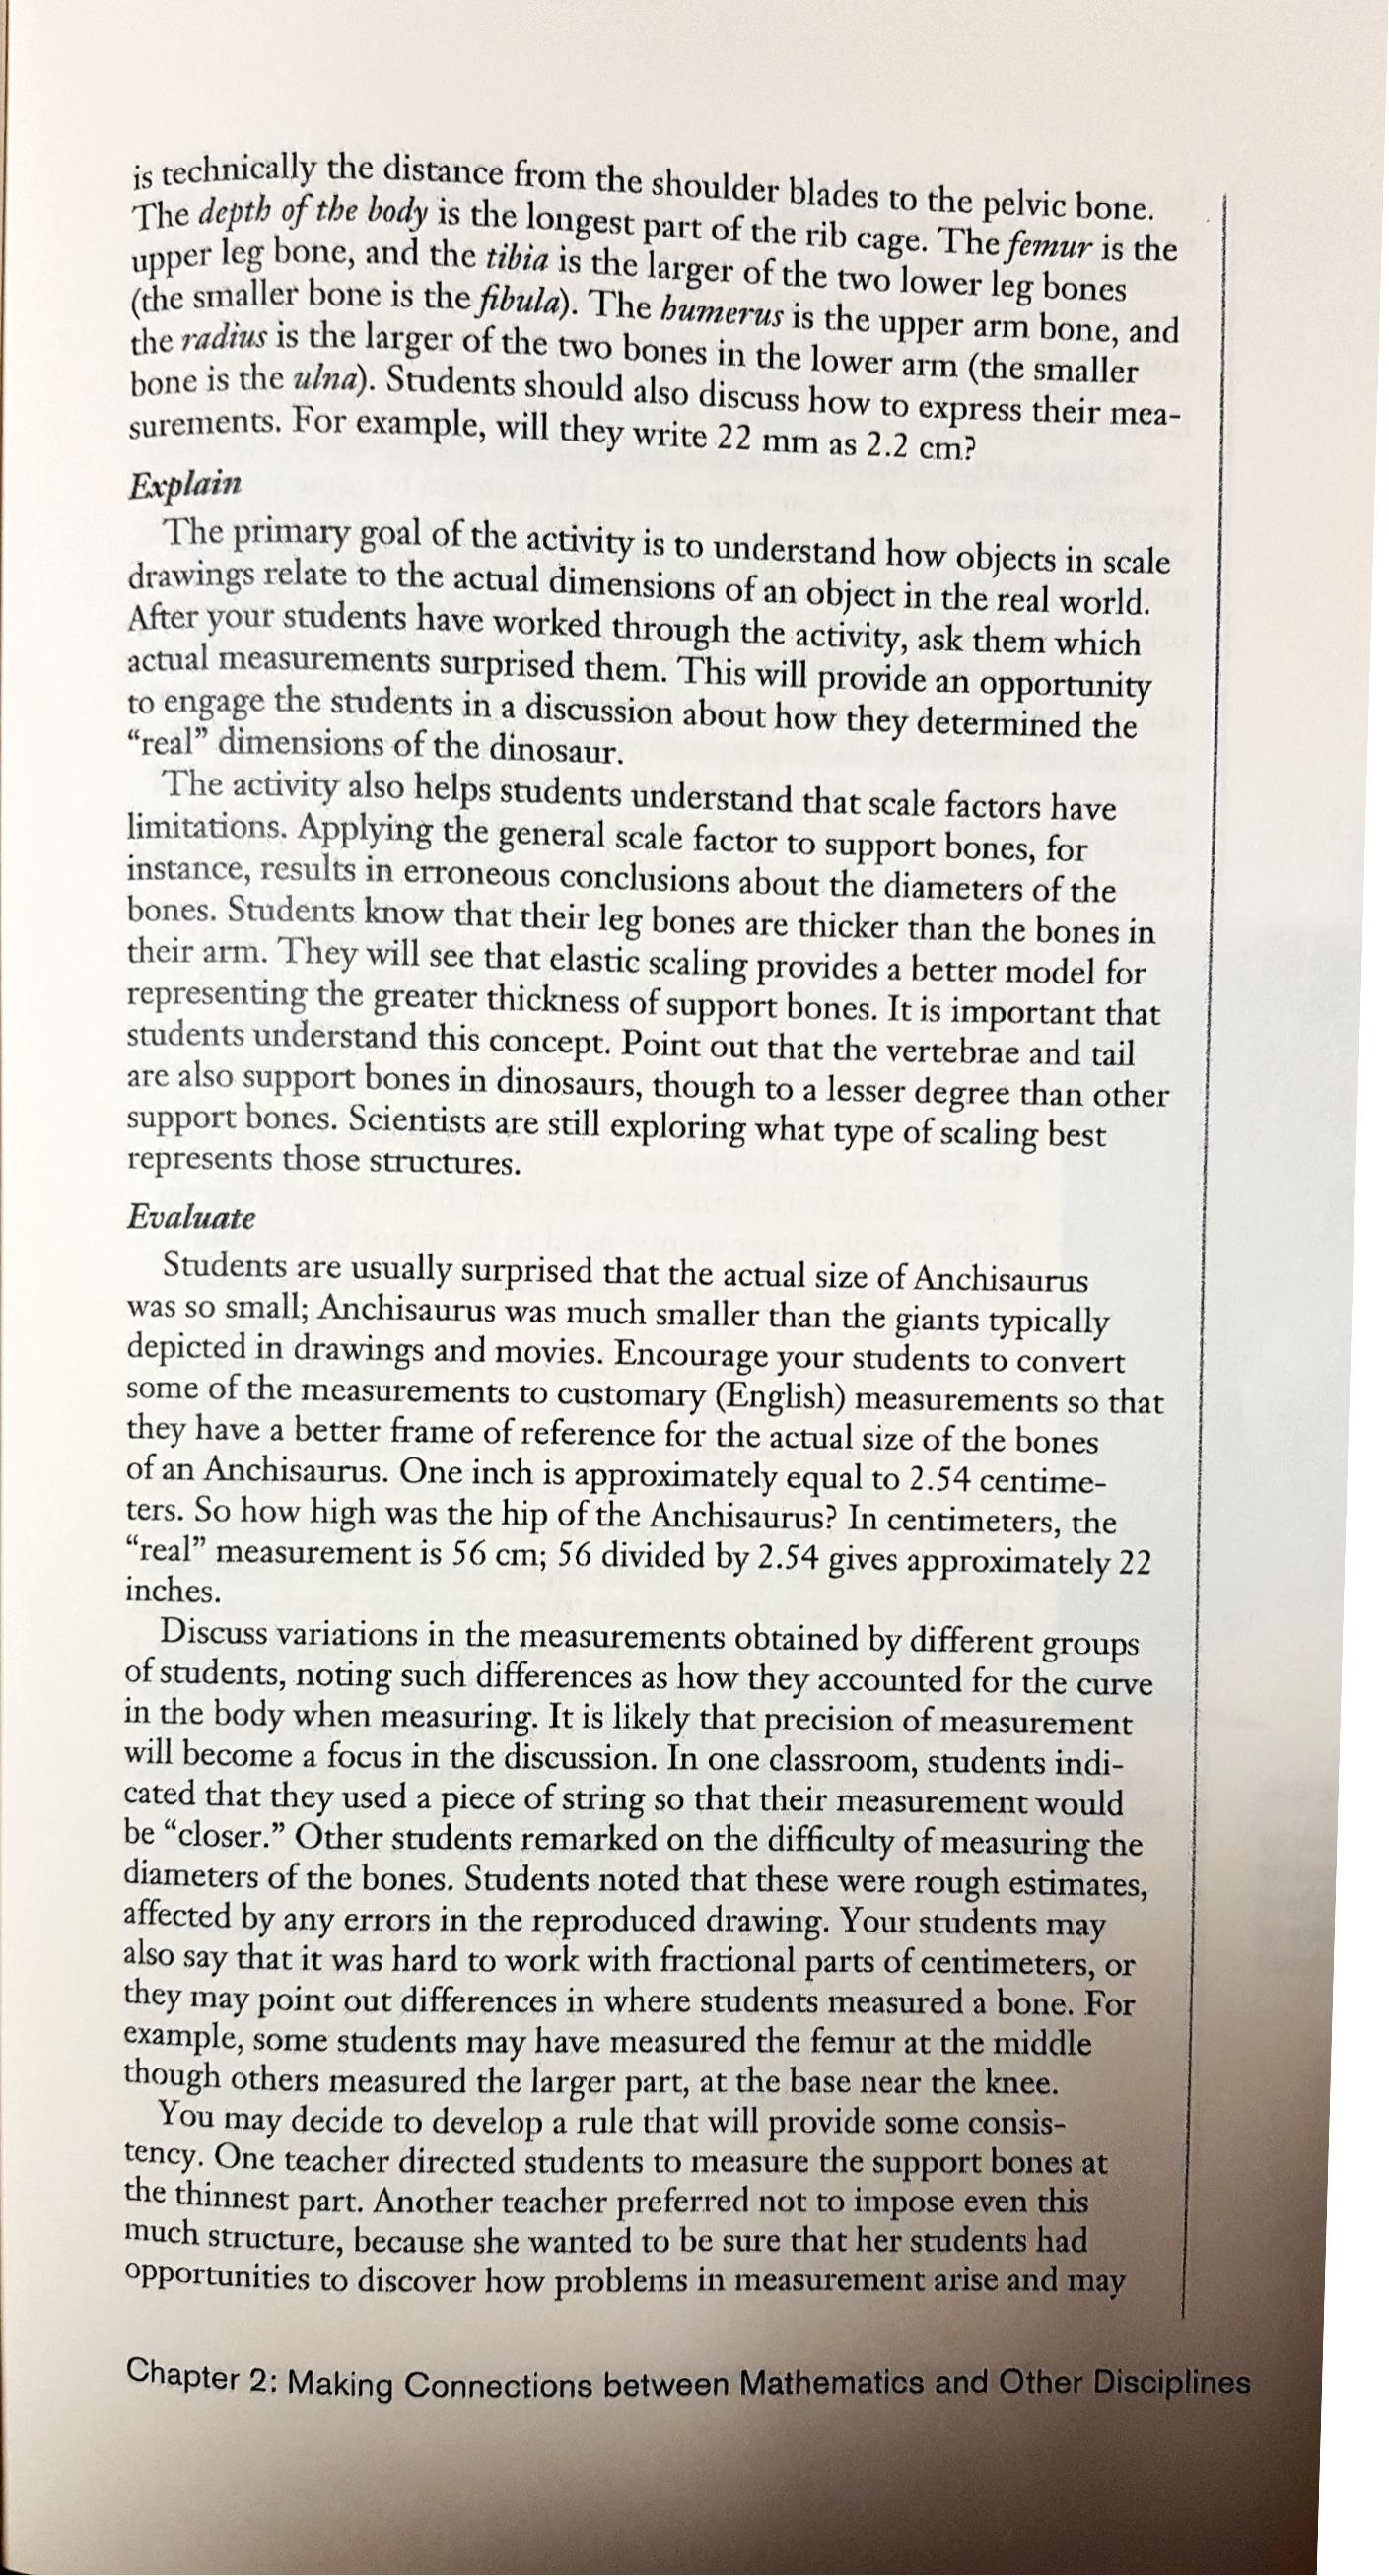 is technically the distance from the shoulder blades to the pelvic bone.
The depth of the body is the longest part of the rib cage. The femur is the
upper leg bone, and the tibia is the larger of the two lower leg bones
(the smaller bone is the fibula). The humerus is the upper arm bone, and
the radius is the larger of the two bones in the lower arm (the smaller
bone is the ulna). Students should also discuss how to express their mea-
surements. For example, will they write 22 mm as 2.2 cm?
Explain
The primary goal of the activity is to understand how objects in scale
drawings relate to the actual dimensions of an object in the real world.
After your students have worked through the activity, ask them which
actual measurements surprised them. This will provide an opportunity
to engage the students in a discussion about how they determined the
“real” dimensions of the dinosaur.
The activity also helps students understand that scale factors have
limitations. Applying the general scale factor to support bones, for
instance, results in erroneous conclusions about the diameters of the
bones. Students know that their leg bones are thicker than the bones in
their arm. They will see that elastic scaling provides a better model for
representing the greater thickness of support bones. It is important that
students understand this concept. Point out that the vertebrae and tail
are also support bones in dinosaurs, though to a lesser degree than other
support bones. Scientists are still exploring what type of scaling best
represents those structures.
Evaluate
Students are usually surprised that the actual size of Anchisaurus
was so small; Anchisaurus was much smaller than the giants typically
depicted in drawings and movies. Encourage your students to convert
some of the measurements to customary (English) measurements so that
they have a better frame of reference for the actual size of the bones
of an Anchisaurus. One inch is approximately equal to 2.54 centime-
ters. So how high was the hip of the Anchisaurus? In centimeters, the
“real” measurement is 56 cm; 56 divided by 2.54 gives approximately 22
inches.
Discuss variations in the measurements obtained by different groups
of students, noting such differences as how they accounted for the curve
in the body when measuring. It is likely that precision of measurement
will become a focus in the discussion. In one classroom, students indi-
cated that they used a piece of string so that their measurement would
be “closer.” Other students remarked on the difficulty of measuring the
diameters of the bones. Students noted that these were rough estimates,
affected by any errors in the reproduced drawing. Your students may
also say that it was hard to work with fractional parts of centimeters, or
they may point out differences in where students measured a bone. For
example, some students may have measured the femur at the middle
though others measured the larger part, at the base near the knee.
You may decide to develop a rule that will provide some consis-
tency. One teacher directed students to measure the support bones at
the thinnest part. Another teacher preferred not to impose even this
much structure, because she wanted to be sure that her students had
opportunities to discover how problems in measurement arise and may
Chapter 2: Making Connections between Mathematics and Other Disciplines